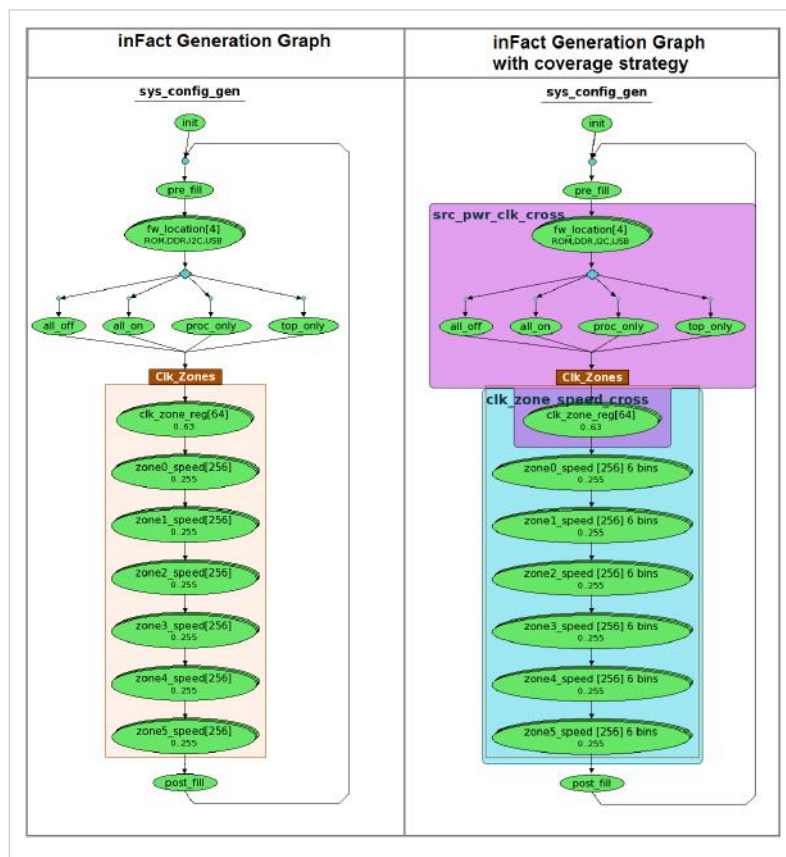 inFact Generation Graph
sys_config_gen
init
pre_fill
fw_location[4]
ROM,DDR,I2C,USB
all_off all_on proc_only top_only
Clk_Zones
clk_zone_reg[64]
0..63
zone0_speed[256]
0..255
zone1_speed[256]
0..255
zone2_speed[256]
0..255
zone3_speed[256]
0..255
zone4_speed[256]
0..255
zone5_speed[256]
0..255
post_fill
inFact Generation Graph
with coverage strategy
sys_config_gen
init
pre_fill
src_pwr_clk_cross
fw_location[4]
ROM,DDR,I2C,USB
all_off all_on proc_only top_only
Clk_Zones
clk_zone_speed_cross
clk_zone_reg[64]
0..63
zone0_speed [256] 6 bins
0..255
zone1_speed [256] 6 bins
0..255
zone2_speed [256] 6 bins
0..255
zone3_speed [256] 6 bins
0..255
zone4_speed [256] 6 bins
0..255
zone5_speed [256] 6 bins
0..255
post_fill